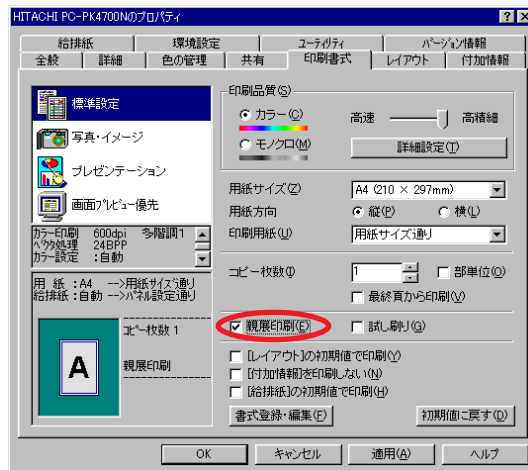 HITACHI PC-PK4700Nのプロパティ
給排紙 環境設定 ユーティリティ バージョン情報
全般 詳細 色の管理 共有 印刷書式 レイアウト 付加情報
標準設定
写真・イメージ
プレゼンテーション
画面プレビュー優先
カラー印刷 600dpi 多階調1
ベクタ処理 24BPP
カラー設定 :自動
用 紙 :A4 -->用紙サイズ通り
給排紙:自動 -->パネル設定通り
コピー枚数 1
親展印刷
A
印刷品質(S)
カラー(C)
モノクロ(M)
高速 高精細
詳細設定(T)
用紙サイズ(Z) A4 (210 × 297mm)
用紙方向 縦(P) 横(L)
印刷用紙(U) 用紙サイズ通り
コピー枚数(I) 1 部単位(O)
最終頁から印刷(V)
親展印刷(E) 試し刷り(G)
[レイアウト]の初期値で印刷(Y)
[付加情報]を印刷しない(N)
[給排紙]の初期値で印刷(H)
書式登録・編集(F) 初期値に戻す(D)
OK キャンセル 適用(A) ヘルプ